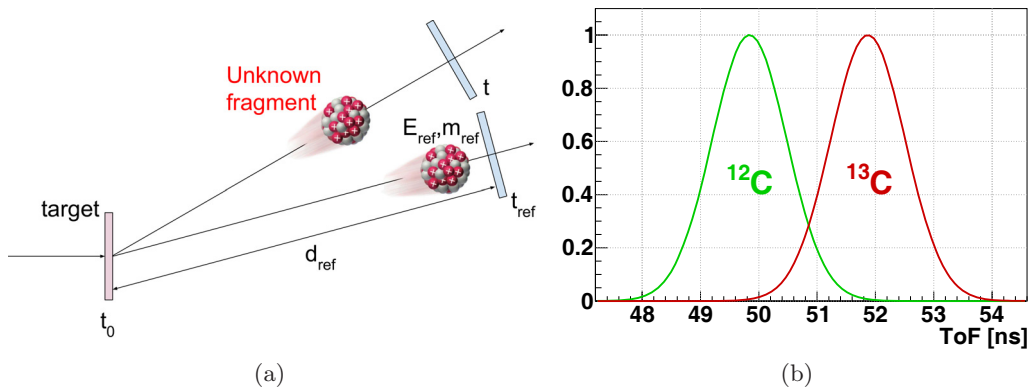 Unknown
fragment
t
E_ref,m_ref
target
t_ref
d_ref
t_0
(a)
1
0.8
0.6
0.4
0.2
0
¹²C
¹³C
48 49 50 51 52 53 54
ToF [ns]
(b)